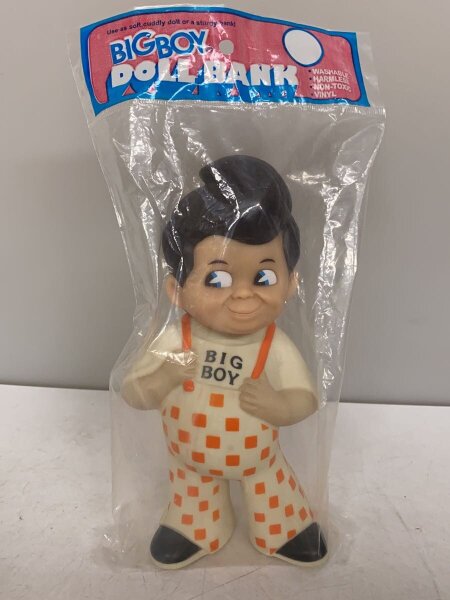 Use as soft, cuddly doll or a sturdy bank!
BIG BOY
DOLL BANK
• WASHABLE
• HARMLESS
• NON-TOXIC
• VINYL
BIG
BOY